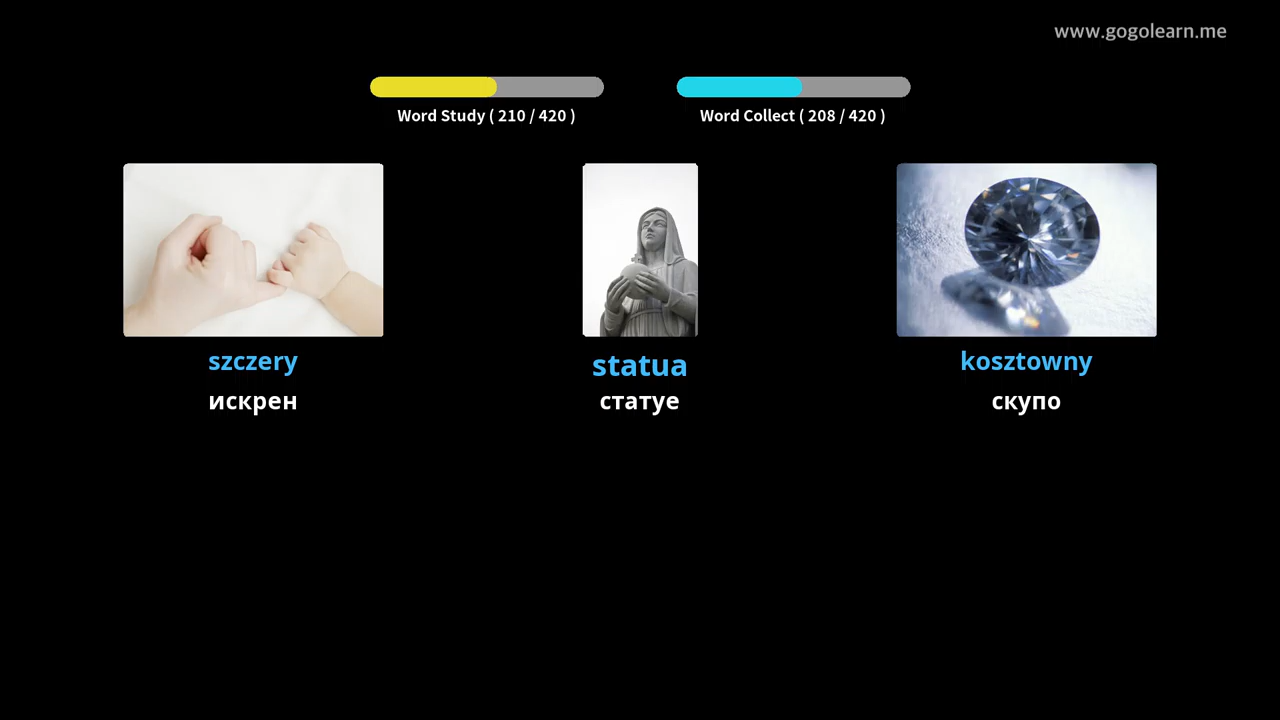 www.gogolearn.me
Word Study ( 210 / 420 )
Word Collect ( 208 / 420 )
szczery
statua
kosztowny
искрен
статуе
скупо